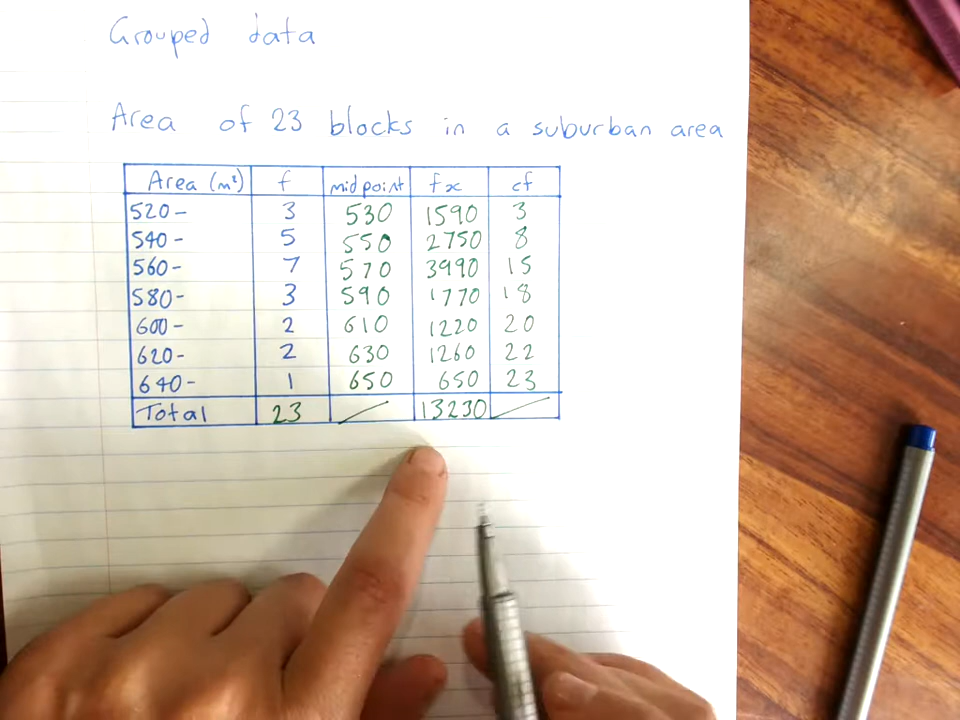 Grouped data
Area of 23 blocks in a suburban area
Area (m²) f midpoint fx cf
520- 3 530 1590 3
540- 5 550 2750 8
560- 7 570 3990 15
580- 3 590 1770 18
600- 2 610 1220 20
620- 2 630 1260 22
640- 1 650 650 23
Total 23 13230